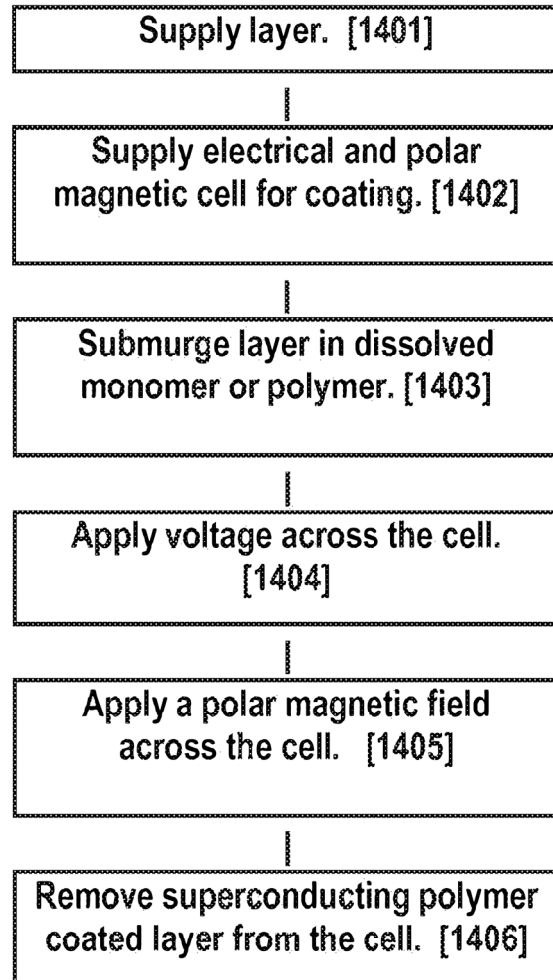 Supply layer. [1401]
Supply electrical and polar
magnetic cell for coating. [1402]
Submurge layer in dissolved
monomer or polymer. [1403]
Apply voltage across the cell.
[1404]
Apply a polar magnetic field
across the cell. [1405]
Remove superconducting polymer
coated layer from the cell. [1406]